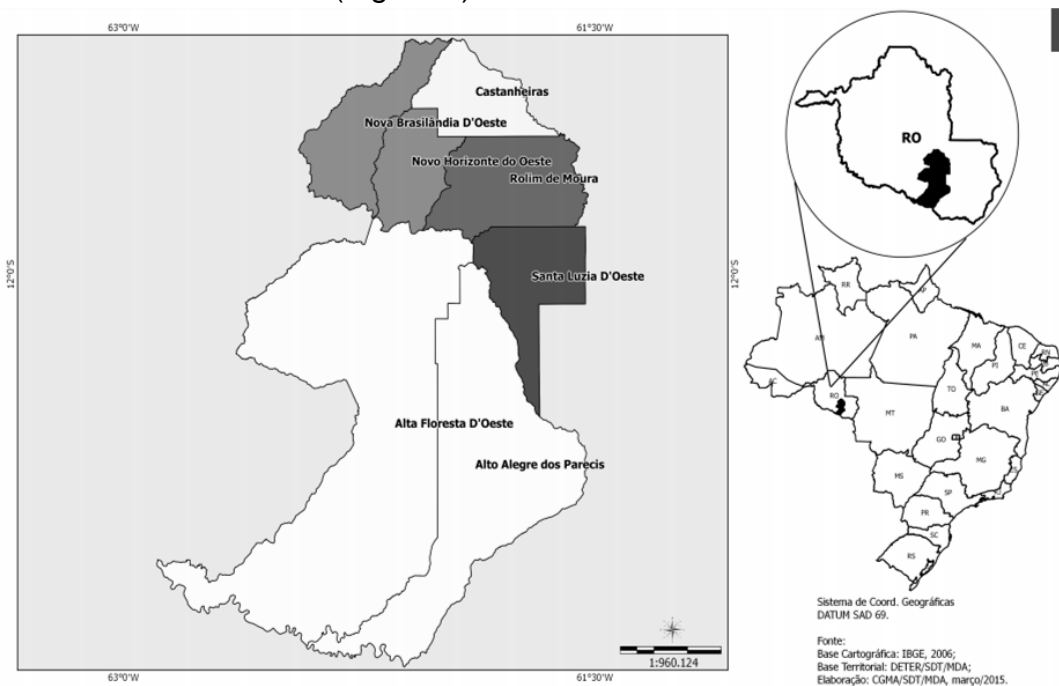 63°0'W
61°30'W
Castanheiras
Nova Brasilândia D'Oeste
Novo Horizonte do Oeste
Rolim de Moura
12°0'S
12°0'S
Santa Luzia D'Oeste
Alta Floresta D'Oeste
Alto Alegre dos Parecis
1:960.124
63°0'W
61°30'W
RO
RR
AP
AM
PA
MA
CE
RN
PI
AC
RO
TO
BA
MT
GO
MG
MS
SP
PR
SC
RS
Sistema de Coord. Geográficas
DATUM SAD 69.
Fonte:
Base Cartográfica: IBGE, 2006;
Base Territorial: DETER/SDT/MDA;
Elaboração: CGMA/SDT/MDA, março/2015.